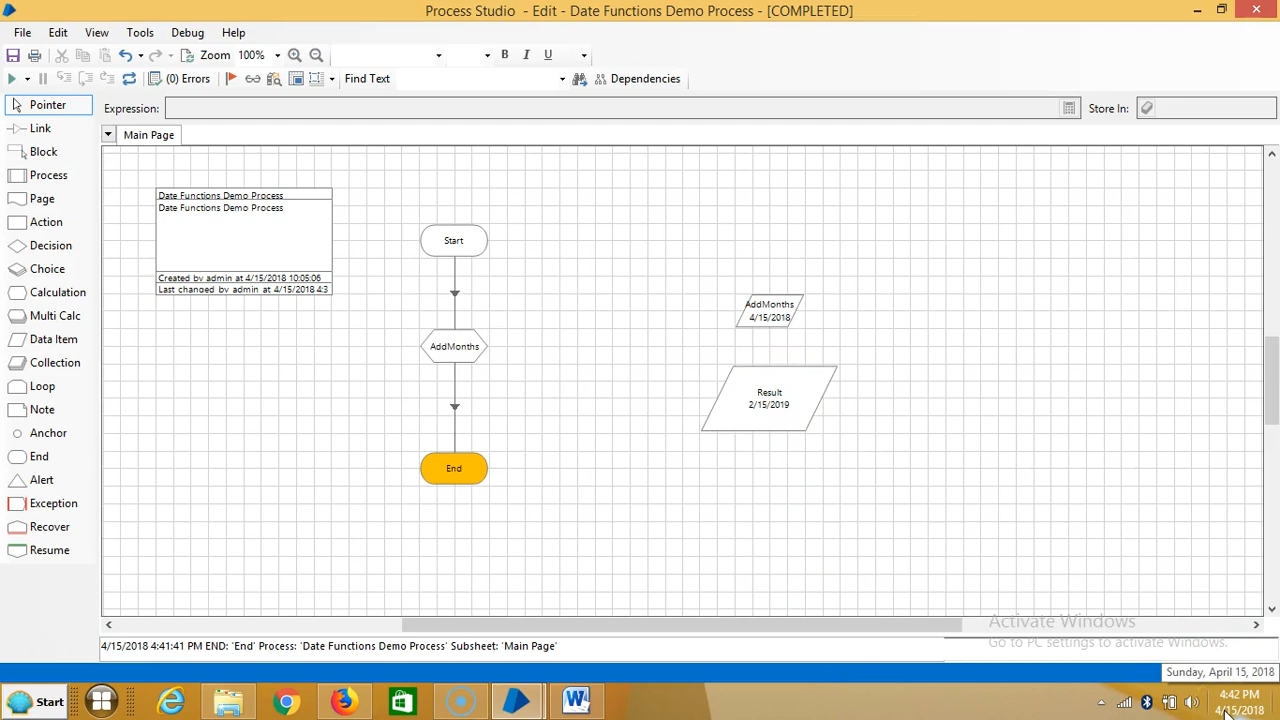 Process Studio - Edit - Date Functions Demo Process - [COMPLETED]
File Edit View Tools Debug Help
Zoom 100% B I U
(0) Errors Find Text Dependencies
Pointer
Expression: Store In:
Link
Main Page
Block
Process
Page
Action
Decision
Choice
Calculation
Multi Calc
Data Item
Collection
Loop
Note
Anchor
End
Alert
Exception
Recover
Resume
Date Functions Demo Process
Date Functions Demo Process
Created by admin at 4/15/2018 10:05:06
Last changed by admin at 4/15/2018 4:3
Start
AddMonths
End
AddMonths
4/15/2018
Result
2/15/2019
Activate Windows
Go to PC settings to activate Windows.
4/15/2018 4:41:41 PM END: 'End' Process: 'Date Functions Demo Process' Subsheet: 'Main Page'
Sunday, April 15, 2018
Start
4:42 PM
4/15/2018